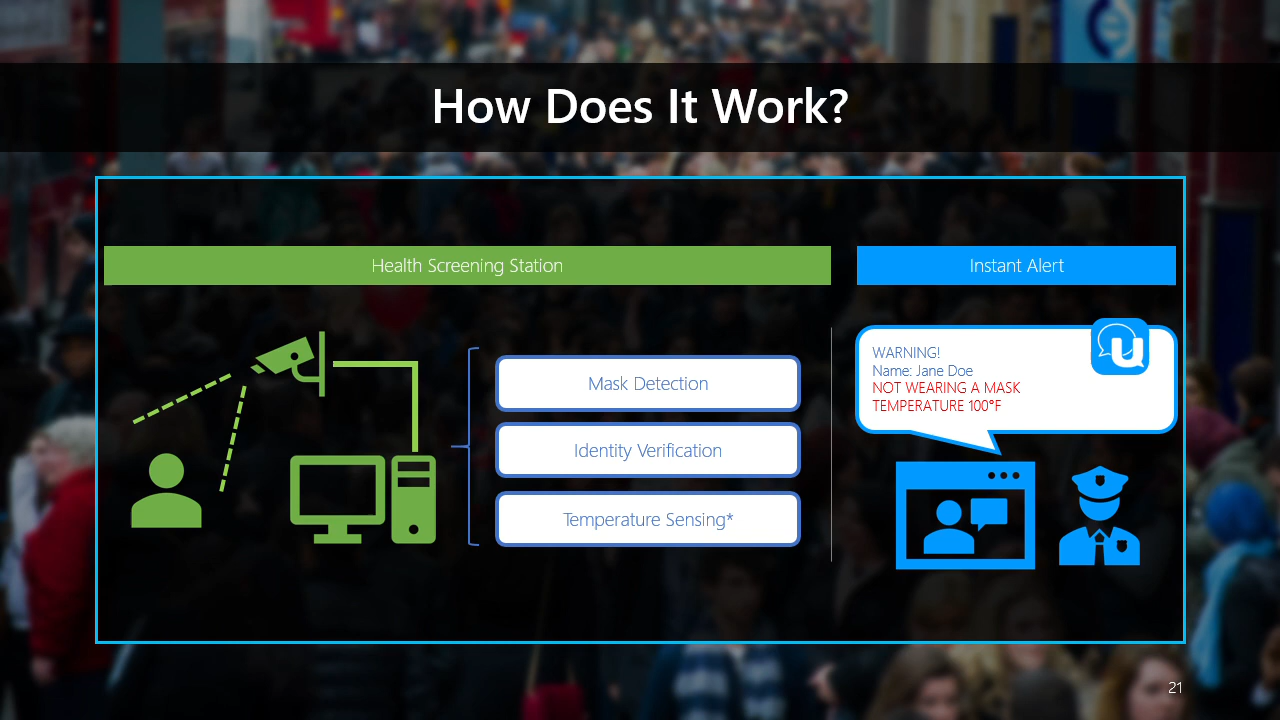 How Does It Work?
Health Screening Station
Instant Alert
Mask Detection
Identity Verification
Temperature Sensing*
WARNING!
Name: Jane Doe
NOT WEARING A MASK
TEMPERATURE 100°F
U
21